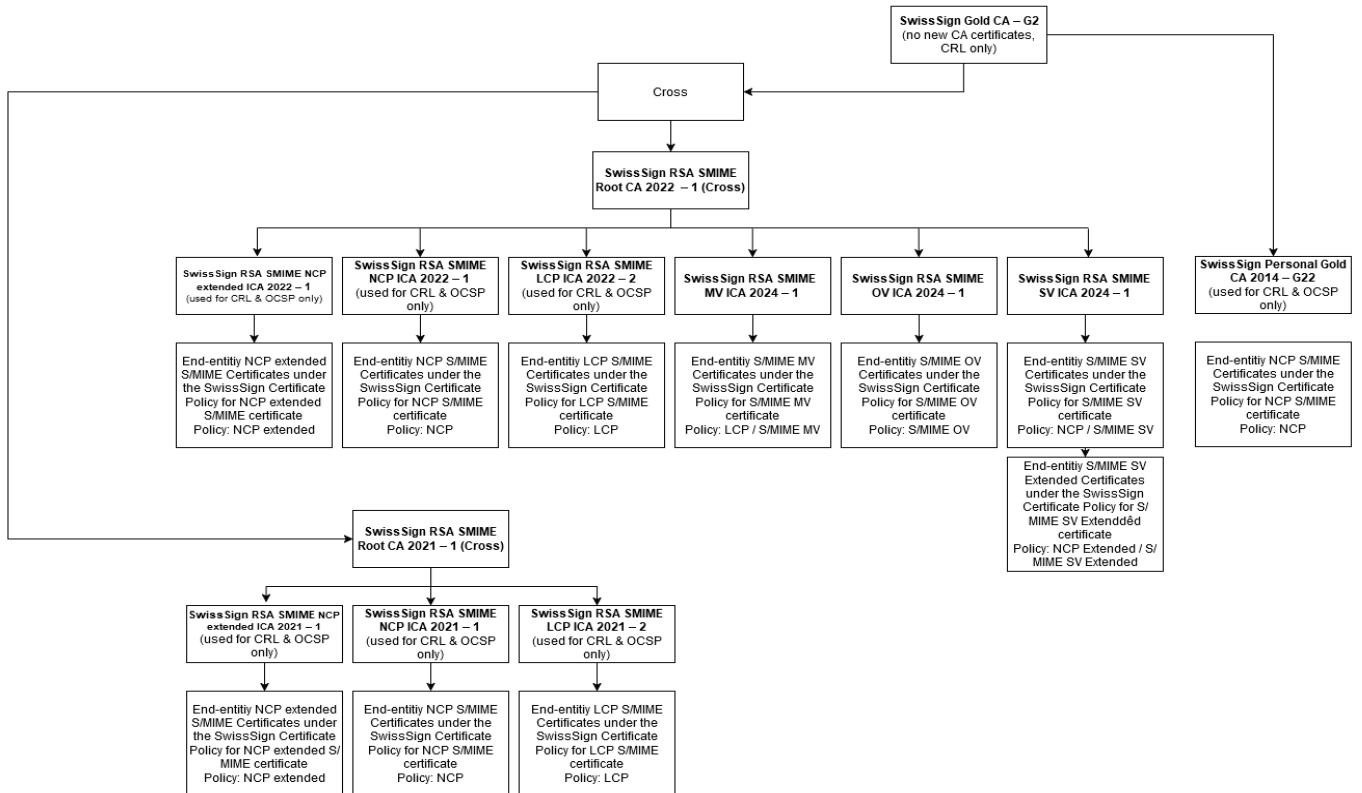 SwissSign Gold CA – G2
(no new CA certificates,
CRL only)
Cross
SwissSign RSA SMIME
Root CA 2022 – 1 (Cross)
SwissSign RSA SMIME NCP
extended ICA 2022 – 1
(used for CRL & OCSP only)
SwissSign RSA SMIME
NCP ICA 2022 – 1
(used for CRL & OCSP
only)
SwissSign RSA SMIME
LCP ICA 2022 – 2
(used for CRL & OCSP
only)
SwissSign RSA SMIME
MV ICA 2024 – 1
SwissSign RSA SMIME
OV ICA 2024 – 1
SwissSign RSA SMIME
SV ICA 2024 – 1
SwissSign Personal Gold
CA 2014 – G22
(used for CRL & OCSP
only)
End-entitiy NCP extended
S/MIME Certificates under
the SwissSign Certificate
Policy for NCP extended
S/MIME certificate
Policy: NCP extended
End-entitiy NCP S/MIME
Certificates under the
SwissSign Certificate
Policy for NCP S/MIME
certificate
Policy: NCP
End-entitiy LCP S/MIME
Certificates under the
SwissSign Certificate
Policy for LCP S/MIME
certificate
Policy: LCP
End-entitiy S/MIME MV
Certificates under the
SwissSign Certificate
Policy for S/MIME MV
certificate
Policy: LCP / S/MIME MV
End-entitiy S/MIME OV
Certificates under the
SwissSign Certificate
Policy for S/MIME OV
certificate
Policy: S/MIME OV
End-entitiy S/MIME SV
Certificates under the
SwissSign Certificate
Policy for S/MIME SV
certificate
Policy: NCP / S/MIME SV
End-entitiy NCP S/MIME
Certificates under the
SwissSign Certificate
Policy for NCP S/MIME
certificate
Policy: NCP
End-entitiy S/MIME SV
Extended Certificates
under the SwissSign
Certificate Policy for S/
MIME SV Extenddêd
certificate
Policy: NCP Extended / S/
MIME SV Extended
SwissSign RSA SMIME
Root CA 2021 – 1 (Cross)
SwissSign RSA SMIME NCP
extended ICA 2021 – 1
(used for CRL & OCSP
only)
SwissSign RSA SMIME
NCP ICA 2021 – 1
(used for CRL & OCSP
only)
SwissSign RSA SMIME
LCP ICA 2021 – 2
(used for CRL & OCSP
only)
End-entitiy NCP extended
S/MIME Certificates under
the SwissSign Certificate
Policy for NCP extended S/
MIME certificate
Policy: NCP extended
End-entitiy NCP S/MIME
Certificates under the
SwissSign Certificate
Policy for NCP S/MIME
certificate
Policy: NCP
End-entitiy LCP S/MIME
Certificates under the
SwissSign Certificate
Policy for LCP S/MIME
certificate
Policy: LCP